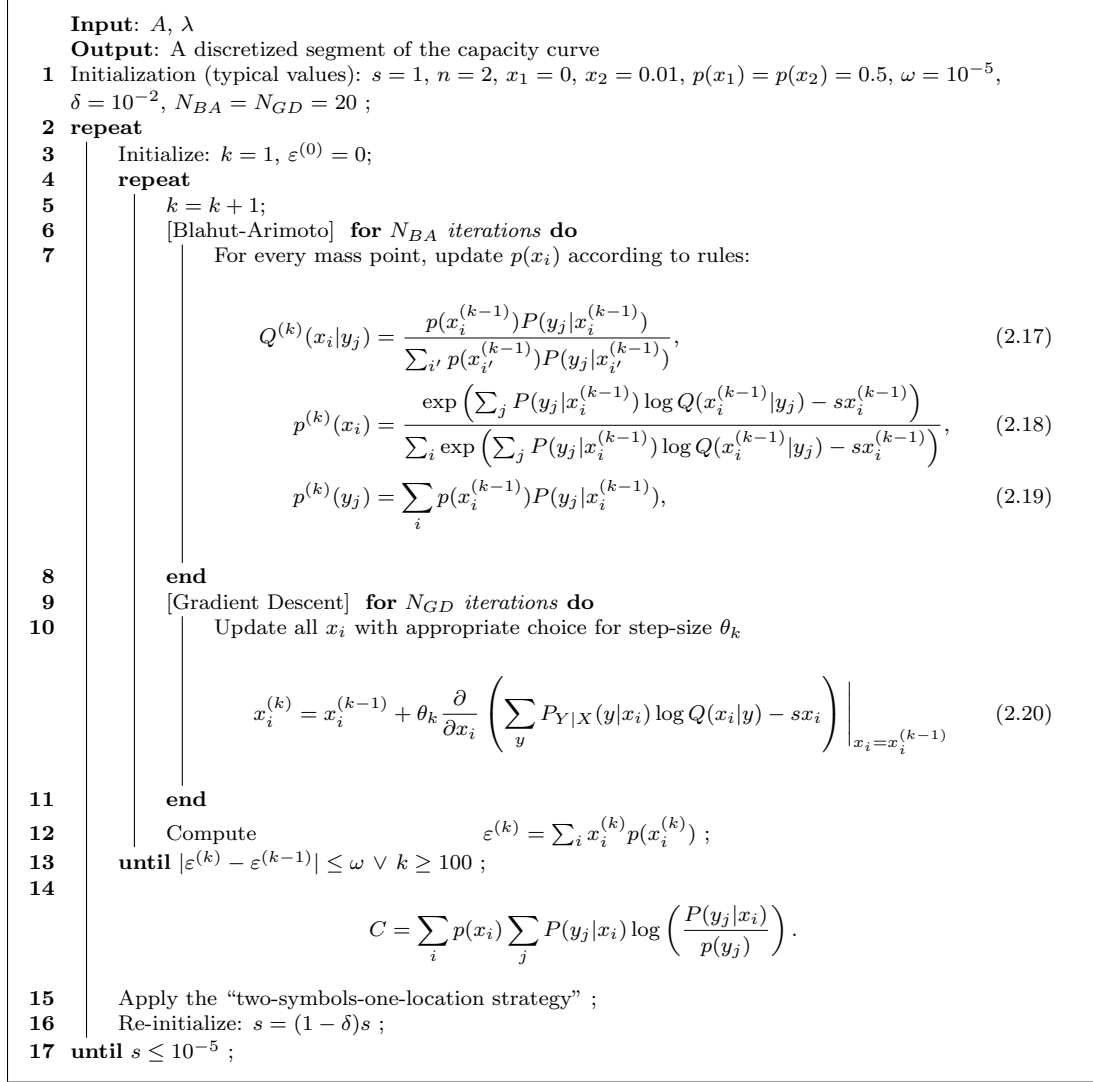 Input: A, λ
Output: A discretized segment of the capacity curve
1 Initialization (typical values): s = 1, n = 2, x_1 = 0, x_2 = 0.01, p(x_1) = p(x_2) = 0.5, ω = 10^{-5},
δ = 10^{-2}, N_{BA} = N_{GD} = 20 ;
2 repeat
3 Initialize: k = 1, ε^{(0)} = 0;
4 repeat
5 k = k + 1;
6 [Blahut-Arimoto] for N_{BA} iterations do
7 For every mass point, update p(x_i) according to rules:
Q^{(k)}(x_i|y_j) = \frac{p(x_i^{(k-1)})P(y_j|x_i^{(k-1)})}{\sum_{i'} p(x_{i'}^{(k-1)})P(y_j|x_{i'}^{(k-1)})}, (2.17)
p^{(k)}(x_i) = \frac{\exp\left(\sum_j P(y_j|x_i^{(k-1)}) \log Q(x_i^{(k-1)}|y_j) - sx_i^{(k-1)}\right)}{\sum_i \exp\left(\sum_j P(y_j|x_i^{(k-1)}) \log Q(x_i^{(k-1)}|y_j) - sx_i^{(k-1)}\right)}, (2.18)
p^{(k)}(y_j) = \sum_i p(x_i^{(k-1)})P(y_j|x_i^{(k-1)}), (2.19)
8 end
9 [Gradient Descent] for N_{GD} iterations do
10 Update all x_i with appropriate choice for step-size θ_k
x_i^{(k)} = x_i^{(k-1)} + θ_k \frac{∂}{∂x_i} \left(\sum_y P_{Y|X}(y|x_i) \log Q(x_i|y) - sx_i\right) \Big|_{x_i=x_i^{(k-1)}} (2.20)
11 end
12 Compute ε^{(k)} = \sum_i x_i^{(k)} p(x_i^{(k)}) ;
13 until |ε^{(k)} − ε^{(k−1)}| ≤ ω ∨ k ≥ 100 ;
14
C = \sum_i p(x_i) \sum_j P(y_j|x_i) \log\left(\frac{P(y_j|x_i)}{p(y_j)}\right).
15 Apply the “two-symbols-one-location strategy” ;
16 Re-initialize: s = (1 − δ)s ;
17 until s ≤ 10^{-5} ;